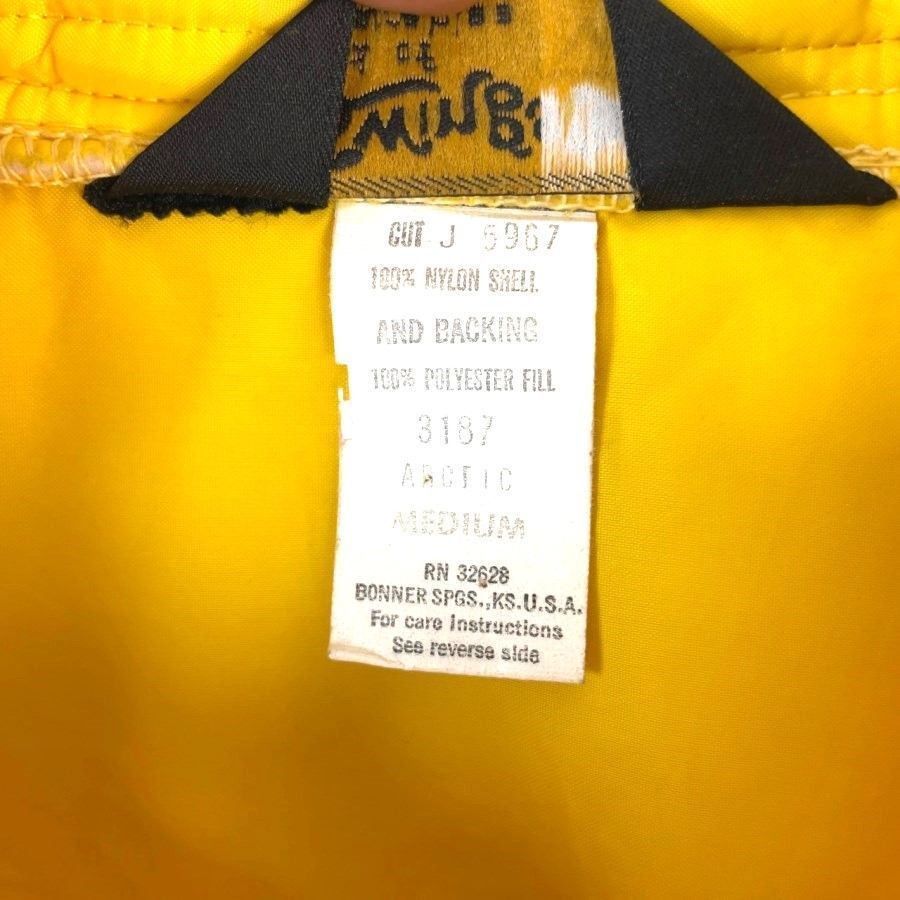 CUT J 5967
100% NYLON SHELL
AND BACKING
100% POLYESTER FILL
3187
ARCTIC
MEDIUM
RN 32628
BONNER SPGS.,KS.U.S.A.
For care instructions
See reverse side